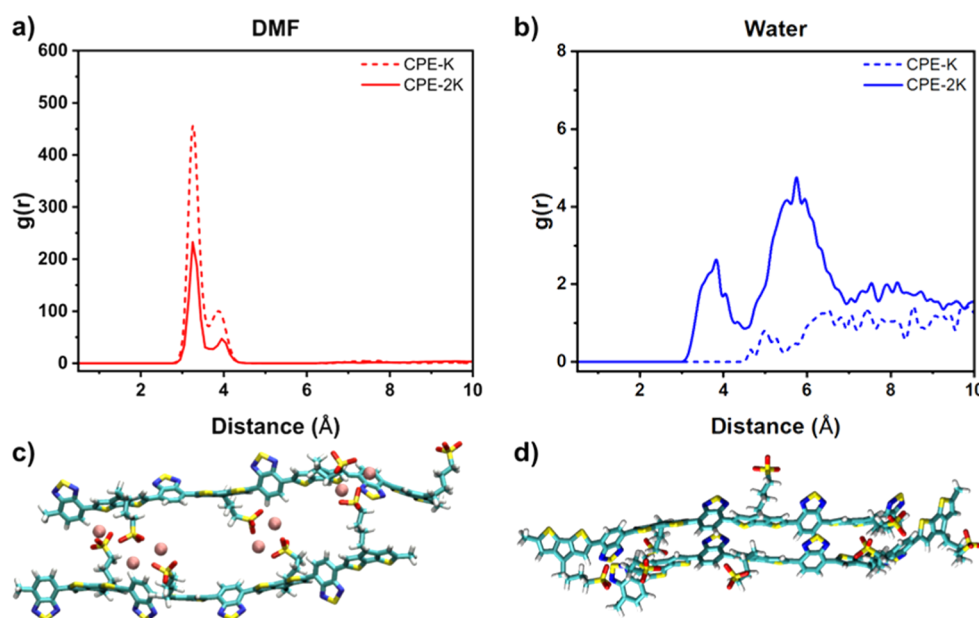 a) DMF
g(r)
600
500
400
300
200
100
0
CPE-K
CPE-2K
2 4 6 8 10
Distance (Å)
b) Water
g(r)
8
6
4
2
0
CPE-K
CPE-2K
2 4 6 8 10
Distance (Å)
c)
d)